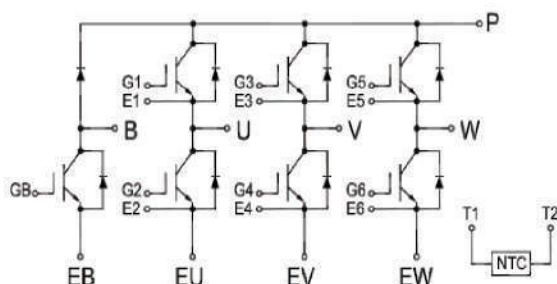 P
G1 G3 G5
E1 E3 E5
B U V W
GB G2 G4 G6
E2 E4 E6
T1 T2
NTC
EB EU EV EW